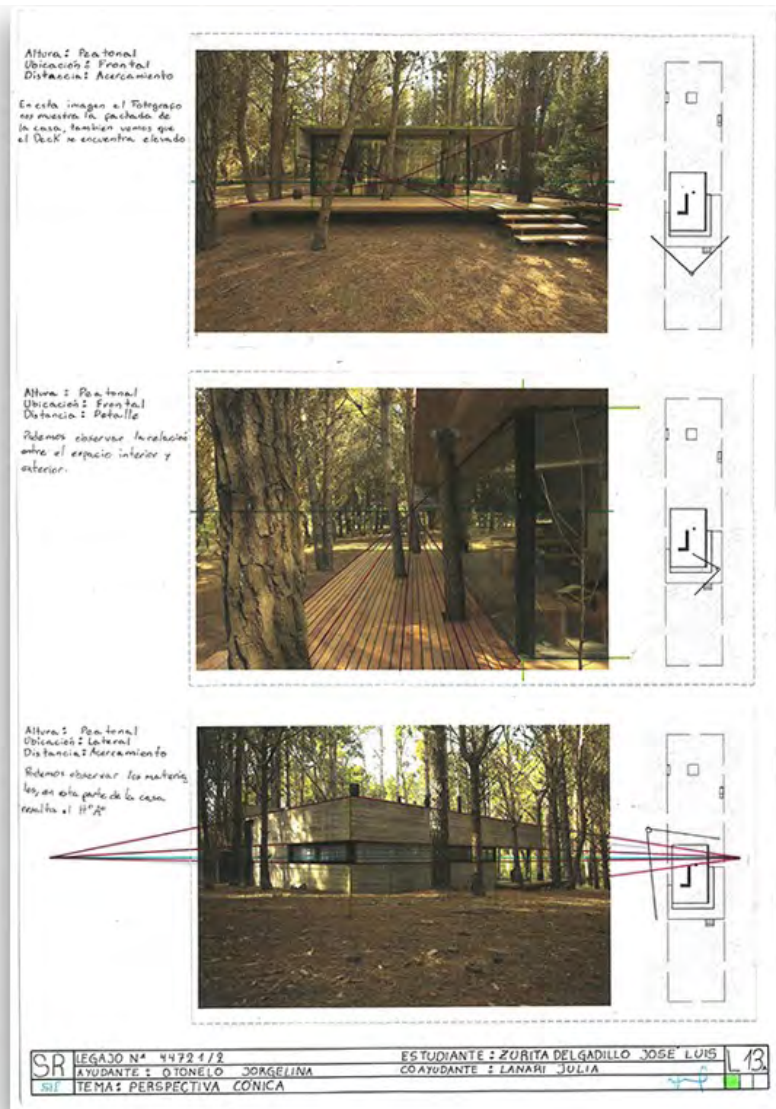 Altura: Peatonal
Ubicación: Frontal
Distancia: Acercamiento
En esta imagen el Fotografo
nos muestra la fachada de
la casa, tambien vemos que
el Deck se encuentra elevado
Altura: Peatonal
Ubicación: Frontal
Distancia: Detalle
Podemos observar la relación
entre el espacio interior y
exterior.
Altura: Peatonal
Ubicación: Lateral
Distancia: Acercamiento
Podemos observar los materia
les, en esta parte de la casa
resalta el H°A°
SR
LEGAJO Nº 44721/2
ESTUDIANTE: ZURITA DELGADILLO JOSÉ LUIS
L 13
AYUDANTE: OTONELO JORGELINA
COAYUDANTE: LANARI JULIA
TEMA: PERSPECTIVA CÓNICA